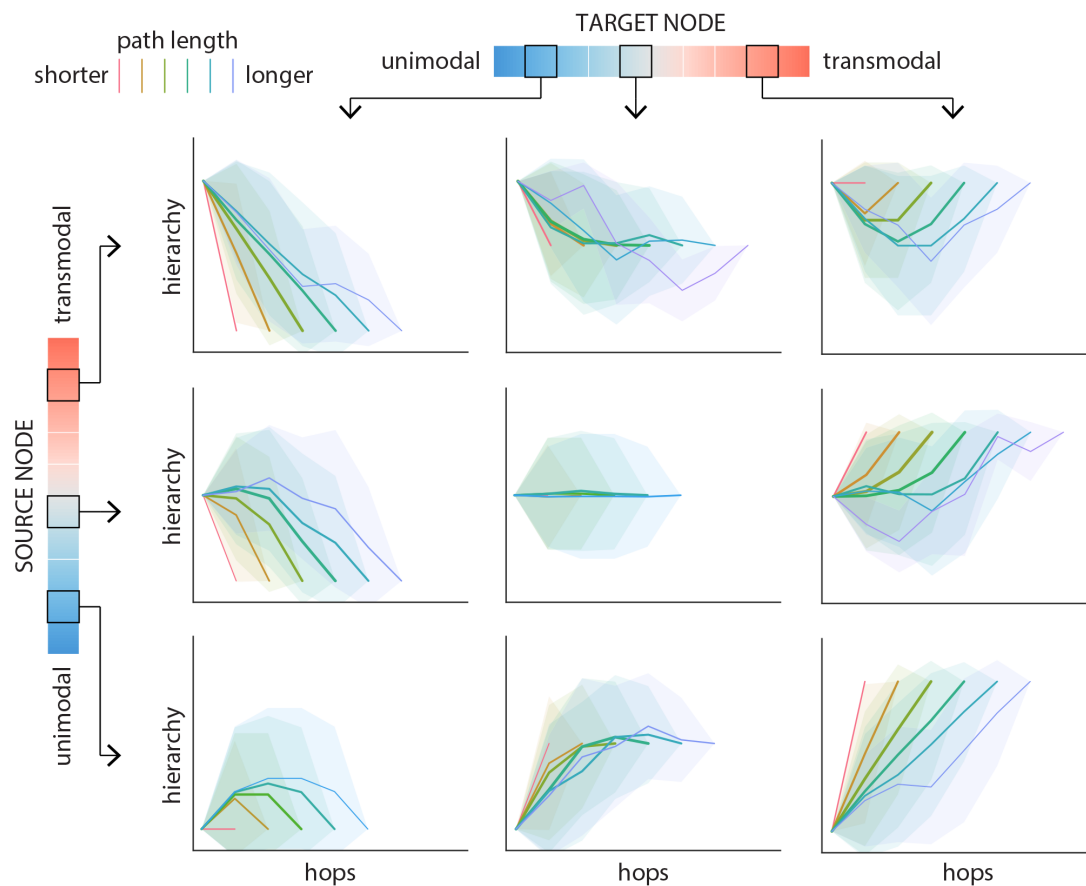 TARGET NODE
path length
shorter
longer
unimodal
transmodal
hierarchy
transmodal
SOURCE NODE
hierarchy
unimodal
hierarchy
hops
hops
hops